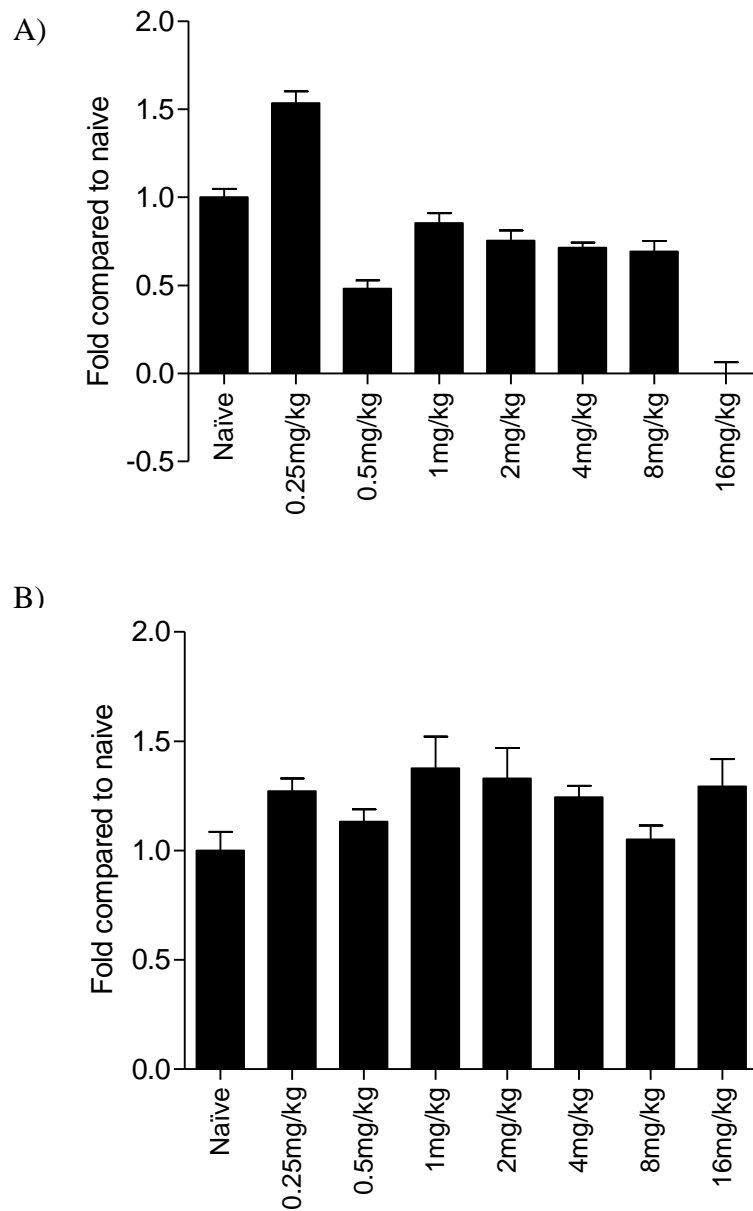 A)
Fold compared to naive
2.0
1.5
1.0
0.5
0.0
-0.5
Naïve
0.25mg/kg
0.5mg/kg
1mg/kg
2mg/kg
4mg/kg
8mg/kg
16mg/kg
B)
Fold compared to naive
2.0
1.5
1.0
0.5
0.0
Naïve
0.25mg/kg
0.5mg/kg
1mg/kg
2mg/kg
4mg/kg
8mg/kg
16mg/kg